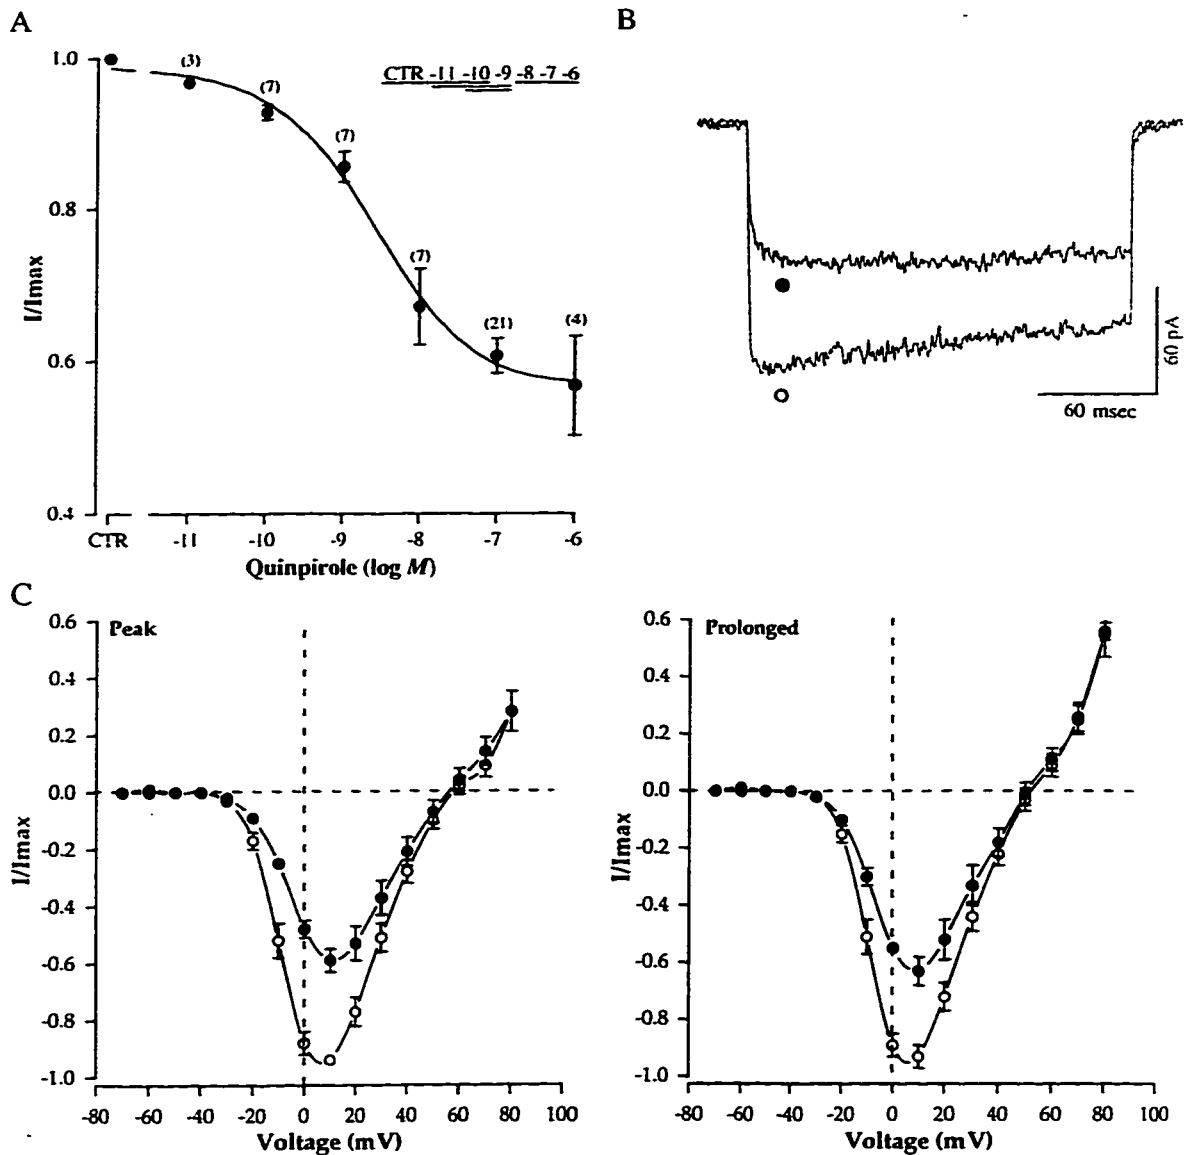 A
B
1.0
0.8
0.6
0.4
I/Imax
(3)
(7)
(7)
(7)
(21)
(4)
CTR -11 -10 -9 -8 -7 -6
CTR -11 -10 -9 -8 -7 -6
Quinpirole (log M)
60 pA
60 msec
C
Peak
0.6
0.4
0.2
0.0
-0.2
-0.4
-0.6
-0.8
-1.0
I/Imax
-80 -60 -40 -20 0 20 40 60 80 100
Voltage (mV)
Prolonged
0.6
0.4
0.2
0.0
-0.2
-0.4
-0.6
-0.8
-1.0
I/Imax
-80 -60 -40 -20 0 20 40 60 80 100
Voltage (mV)